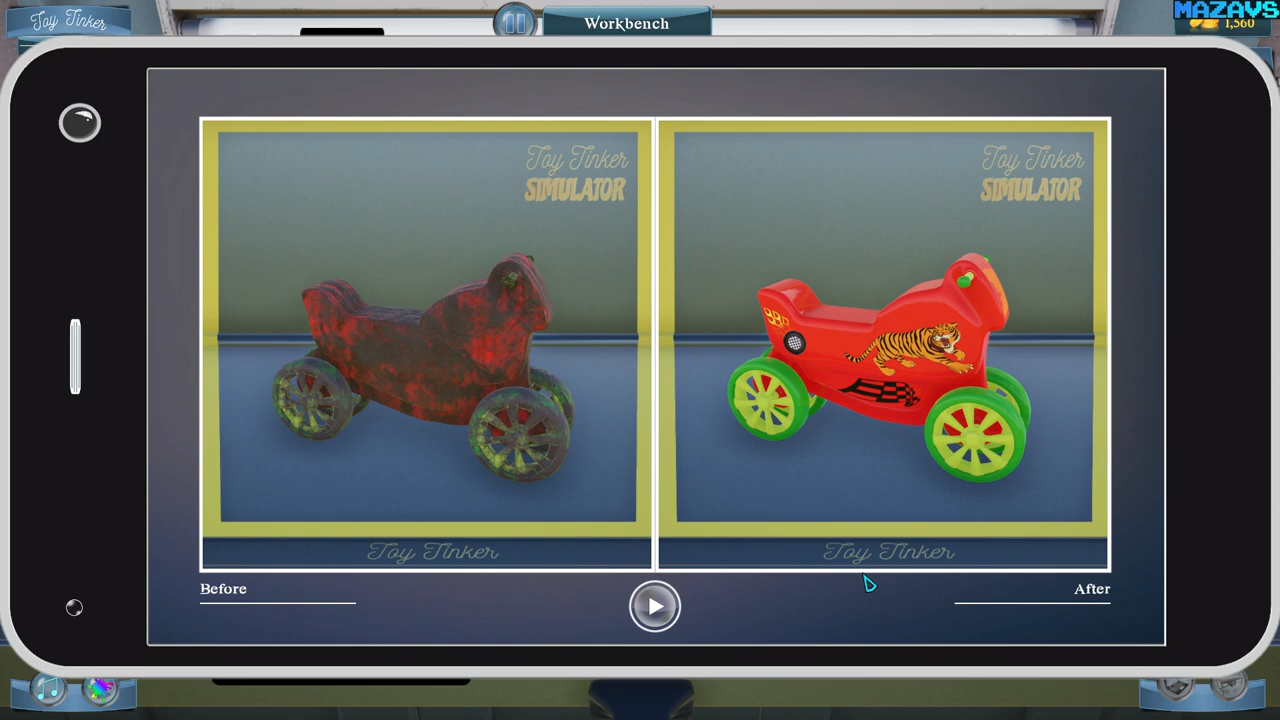 Toy Tinker
Workbench
MAZAVS
1,560
Toy Tinker
SIMULATOR
Toy Tinker
SIMULATOR
Toy Tinker
Toy Tinker
Before
After